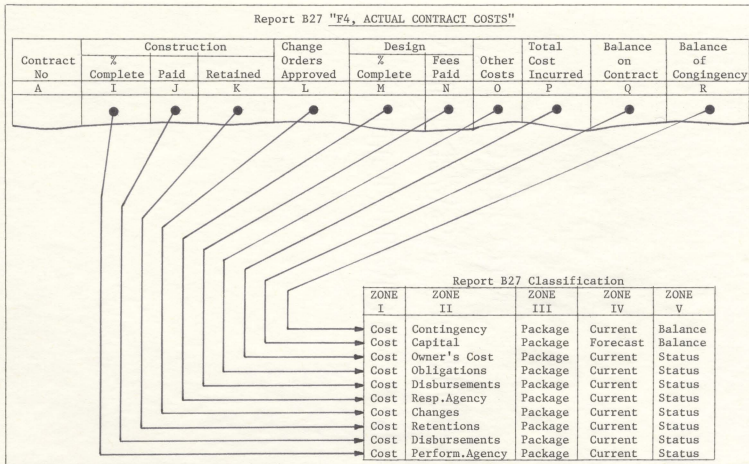 Report B27 "F4, ACTUAL CONTRACT COSTS"
Contract No
Construction
% Complete
Paid
Retained
Change Orders Approved
Design
% Complete
Fees Paid
Other Costs
Total Cost Incurred
Balance on Contract
Balance of Congingency
A I J K L M N O P Q R
Report B27 Classification
ZONE I ZONE II ZONE III ZONE IV ZONE V
Cost Contingency Package Current Balance
Cost Capital Package Forecast Balance
Cost Owner's Cost Package Current Status
Cost Obligations Package Current Status
Cost Disbursements Package Current Status
Cost Resp.Agency Package Current Status
Cost Changes Package Current Status
Cost Retentions Package Current Status
Cost Disbursements Package Current Status
Cost Perform.Agency Package Current Status